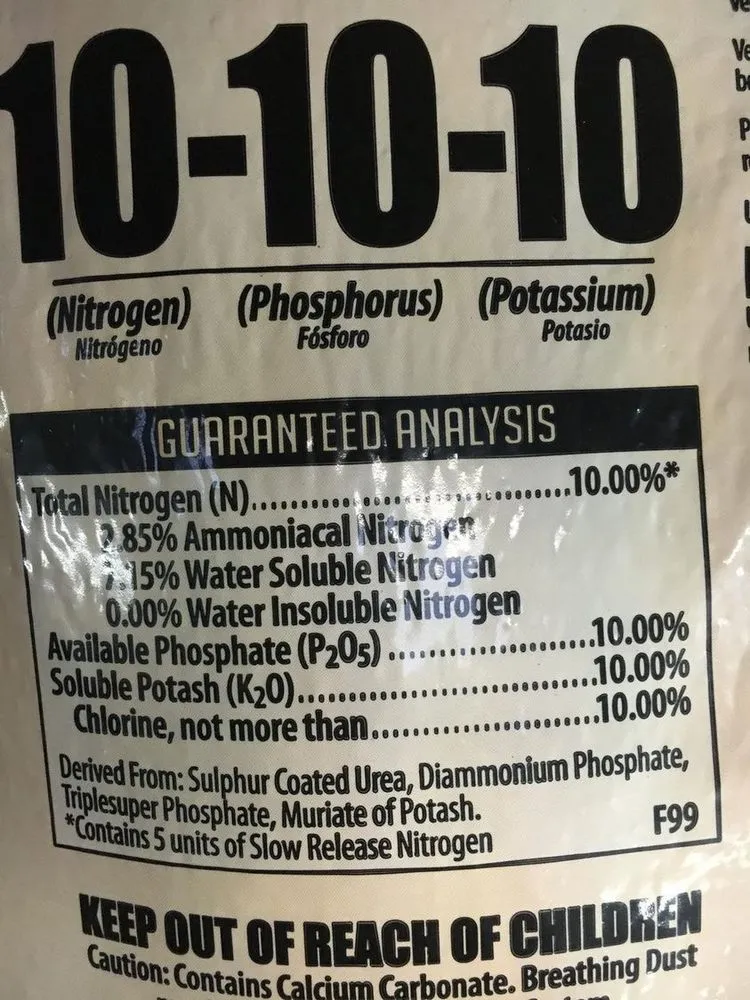 10-10-10
(Nitrogen) (Phosphorus) (Potassium)
Nitrógeno Fósforo Potasio
GUARANTEED ANALYSIS
Total Nitrogen (N)..............................10.00%*
2.85% Ammoniacal Nitrogen
7.15% Water Soluble Nitrogen
0.00% Water Insoluble Nitrogen
Available Phosphate (P₂O₅) ....................10.00%
Soluble Potash (K₂O)............................10.00%
Chlorine, not more than.......................10.00%
Derived From: Sulphur Coated Urea, Diammonium Phosphate,
Triplesuper Phosphate, Muriate of Potash.
*Contains 5 units of Slow Release Nitrogen F99
KEEP OUT OF REACH OF CHILDREN
Caution: Contains Calcium Carbonate. Breathing Dust